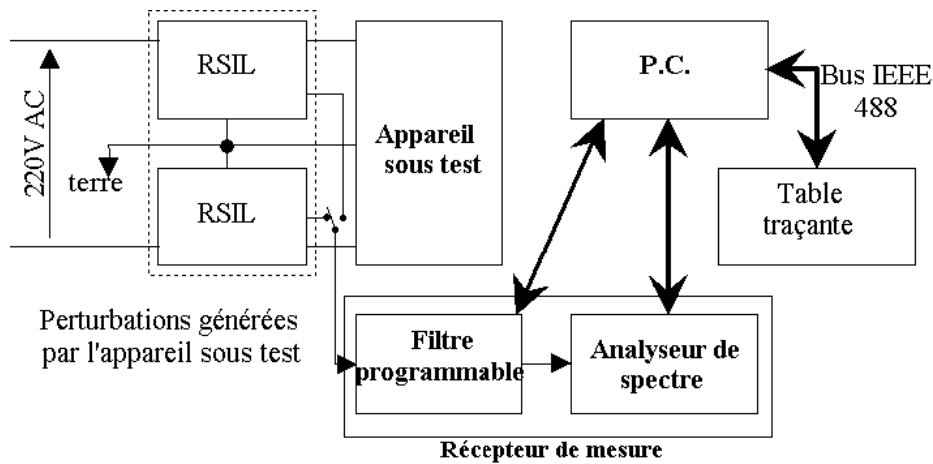 RSIL
P.C.
Bus IEEE
488
220V AC
terre
Appareil
sous test
RSIL
Table
traçante
Perturbations générées
par l'appareil sous test
Filtre
programmable
Analyseur de
spectre
Récepteur de mesure